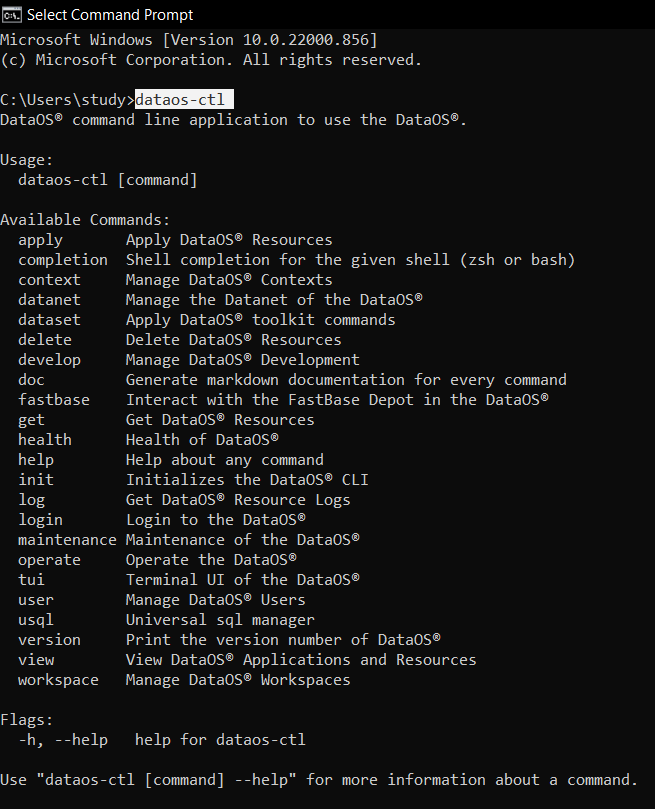 Select Command Prompt
Microsoft Windows [Version 10.0.22000.856]
(c) Microsoft Corporation. All rights reserved.
C:\Users\study>dataos-ctl
DataOS® command line application to use the DataOS®.
Usage:
  dataos-ctl [command]
Available Commands:
  apply       Apply DataOS® Resources
  completion  Shell completion for the given shell (zsh or bash)
  context     Manage DataOS® Contexts
  datanet     Manage the Datanet of the DataOS®
  dataset     Apply DataOS® toolkit commands
  delete      Delete DataOS® Resources
  develop     Manage DataOS® Development
  doc         Generate markdown documentation for every command
  fastbase    Interact with the FastBase Depot in the DataOS®
  get         Get DataOS® Resources
  health      Health of DataOS®
  help        Help about any command
  init        Initializes the DataOS® CLI
  log         Get DataOS® Resource Logs
  login       Login to the DataOS®
  maintenance Maintenance of the DataOS®
  operate     Operate the DataOS®
  tui         Terminal UI of the DataOS®
  user        Manage DataOS® Users
  usql        Universal sql manager
  version     Print the version number of DataOS®
  view        View DataOS® Applications and Resources
  workspace   Manage DataOS® Workspaces
Flags:
  -h, --help   help for dataos-ctl
Use "dataos-ctl [command] --help" for more information about a command.